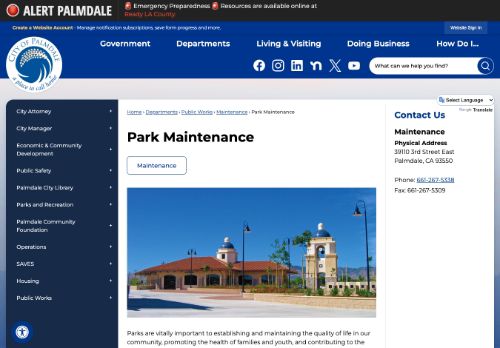 ALERT PALMDALE
🚨 Emergency Preparedness 🚨 Resources are available online at
Ready LA County.
Create a Website Account - Manage notification subscriptions, save form progress and more.
Website Sign In
CITY OF PALMDALE
a place to call home
Government
Departments
Living & Visiting
Doing Business
How Do I...
What can we help you find?
Select Language
Google Translate
City Attorney +
City Manager +
Economic & Community
Development +
Public Safety +
Palmdale City Library +
Parks and Recreation +
Palmdale Community
Foundation +
Operations +
SAVES +
Housing +
Public Works +
Home › Departments › Public Works › Maintenance › Park Maintenance
Park Maintenance
Maintenance
Parks are vitally important to establishing and maintaining the quality of life in our
community, promoting the health of families and youth, and contributing to the
Contact Us
Maintenance
Physical Address
39110 3rd Street East
Palmdale, CA 93550
Phone: 661-267-5338
Fax: 661-267-5309